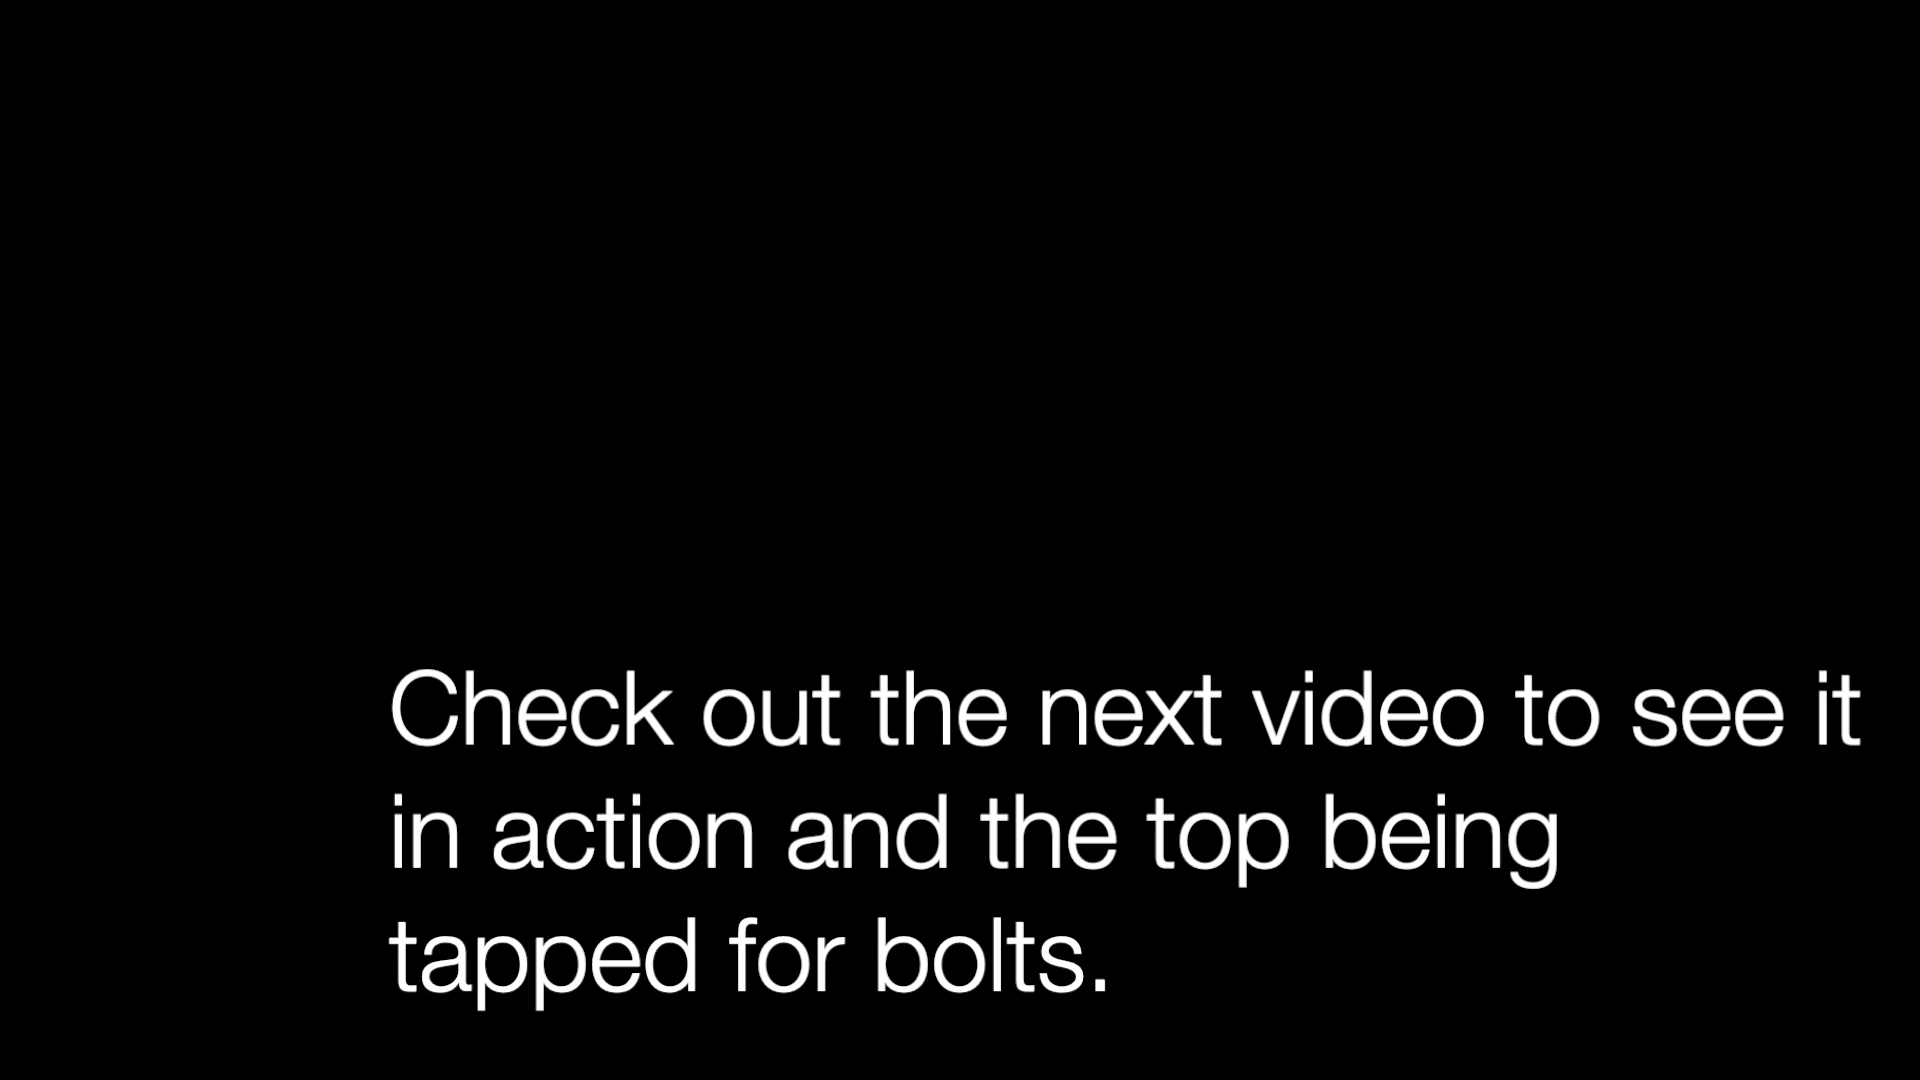 Check out the next video to see it
in action and the top being
tapped for bolts.